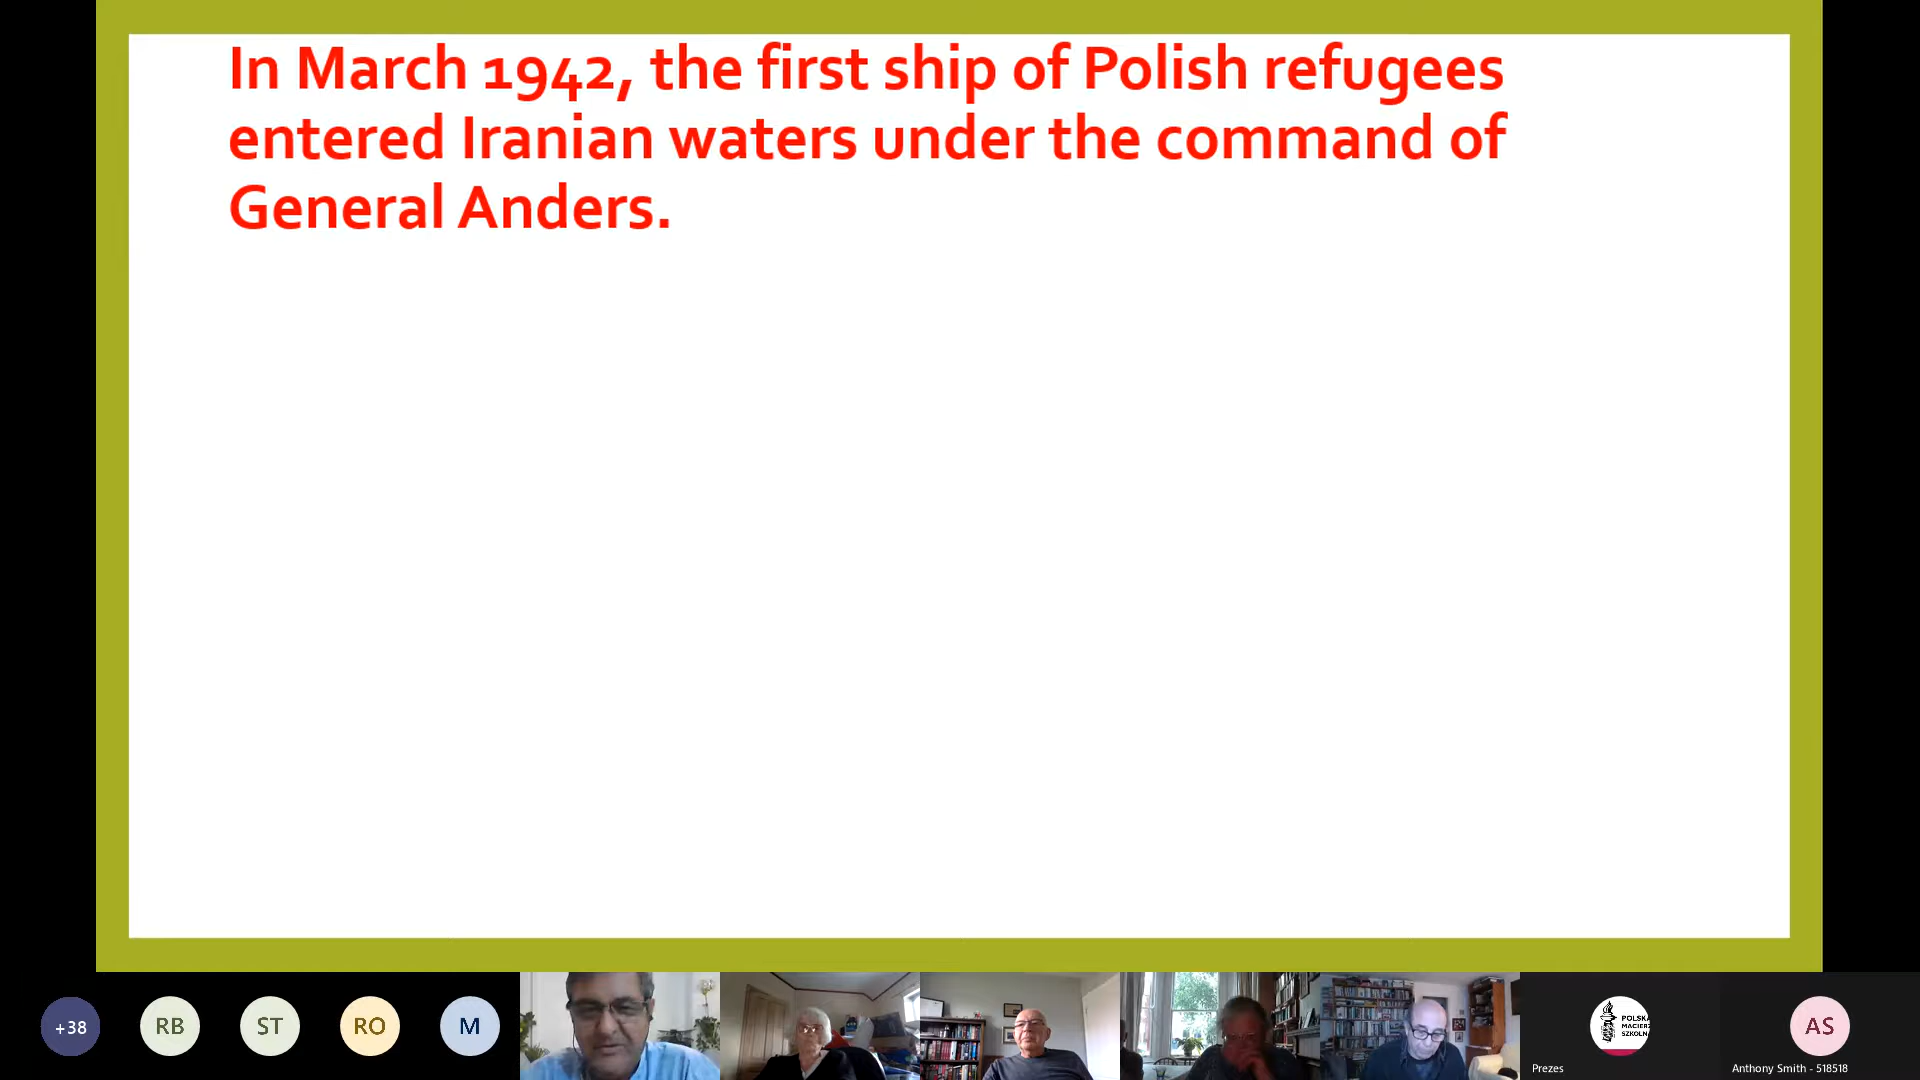 In March 1942, the first ship of Polish refugees
entered Iranian waters under the command of
General Anders.
+38
RB
ST
RO
M
POLSKA
MACIERZ
SZKOLNA
Prezes
AS
Anthony Smith - 518518